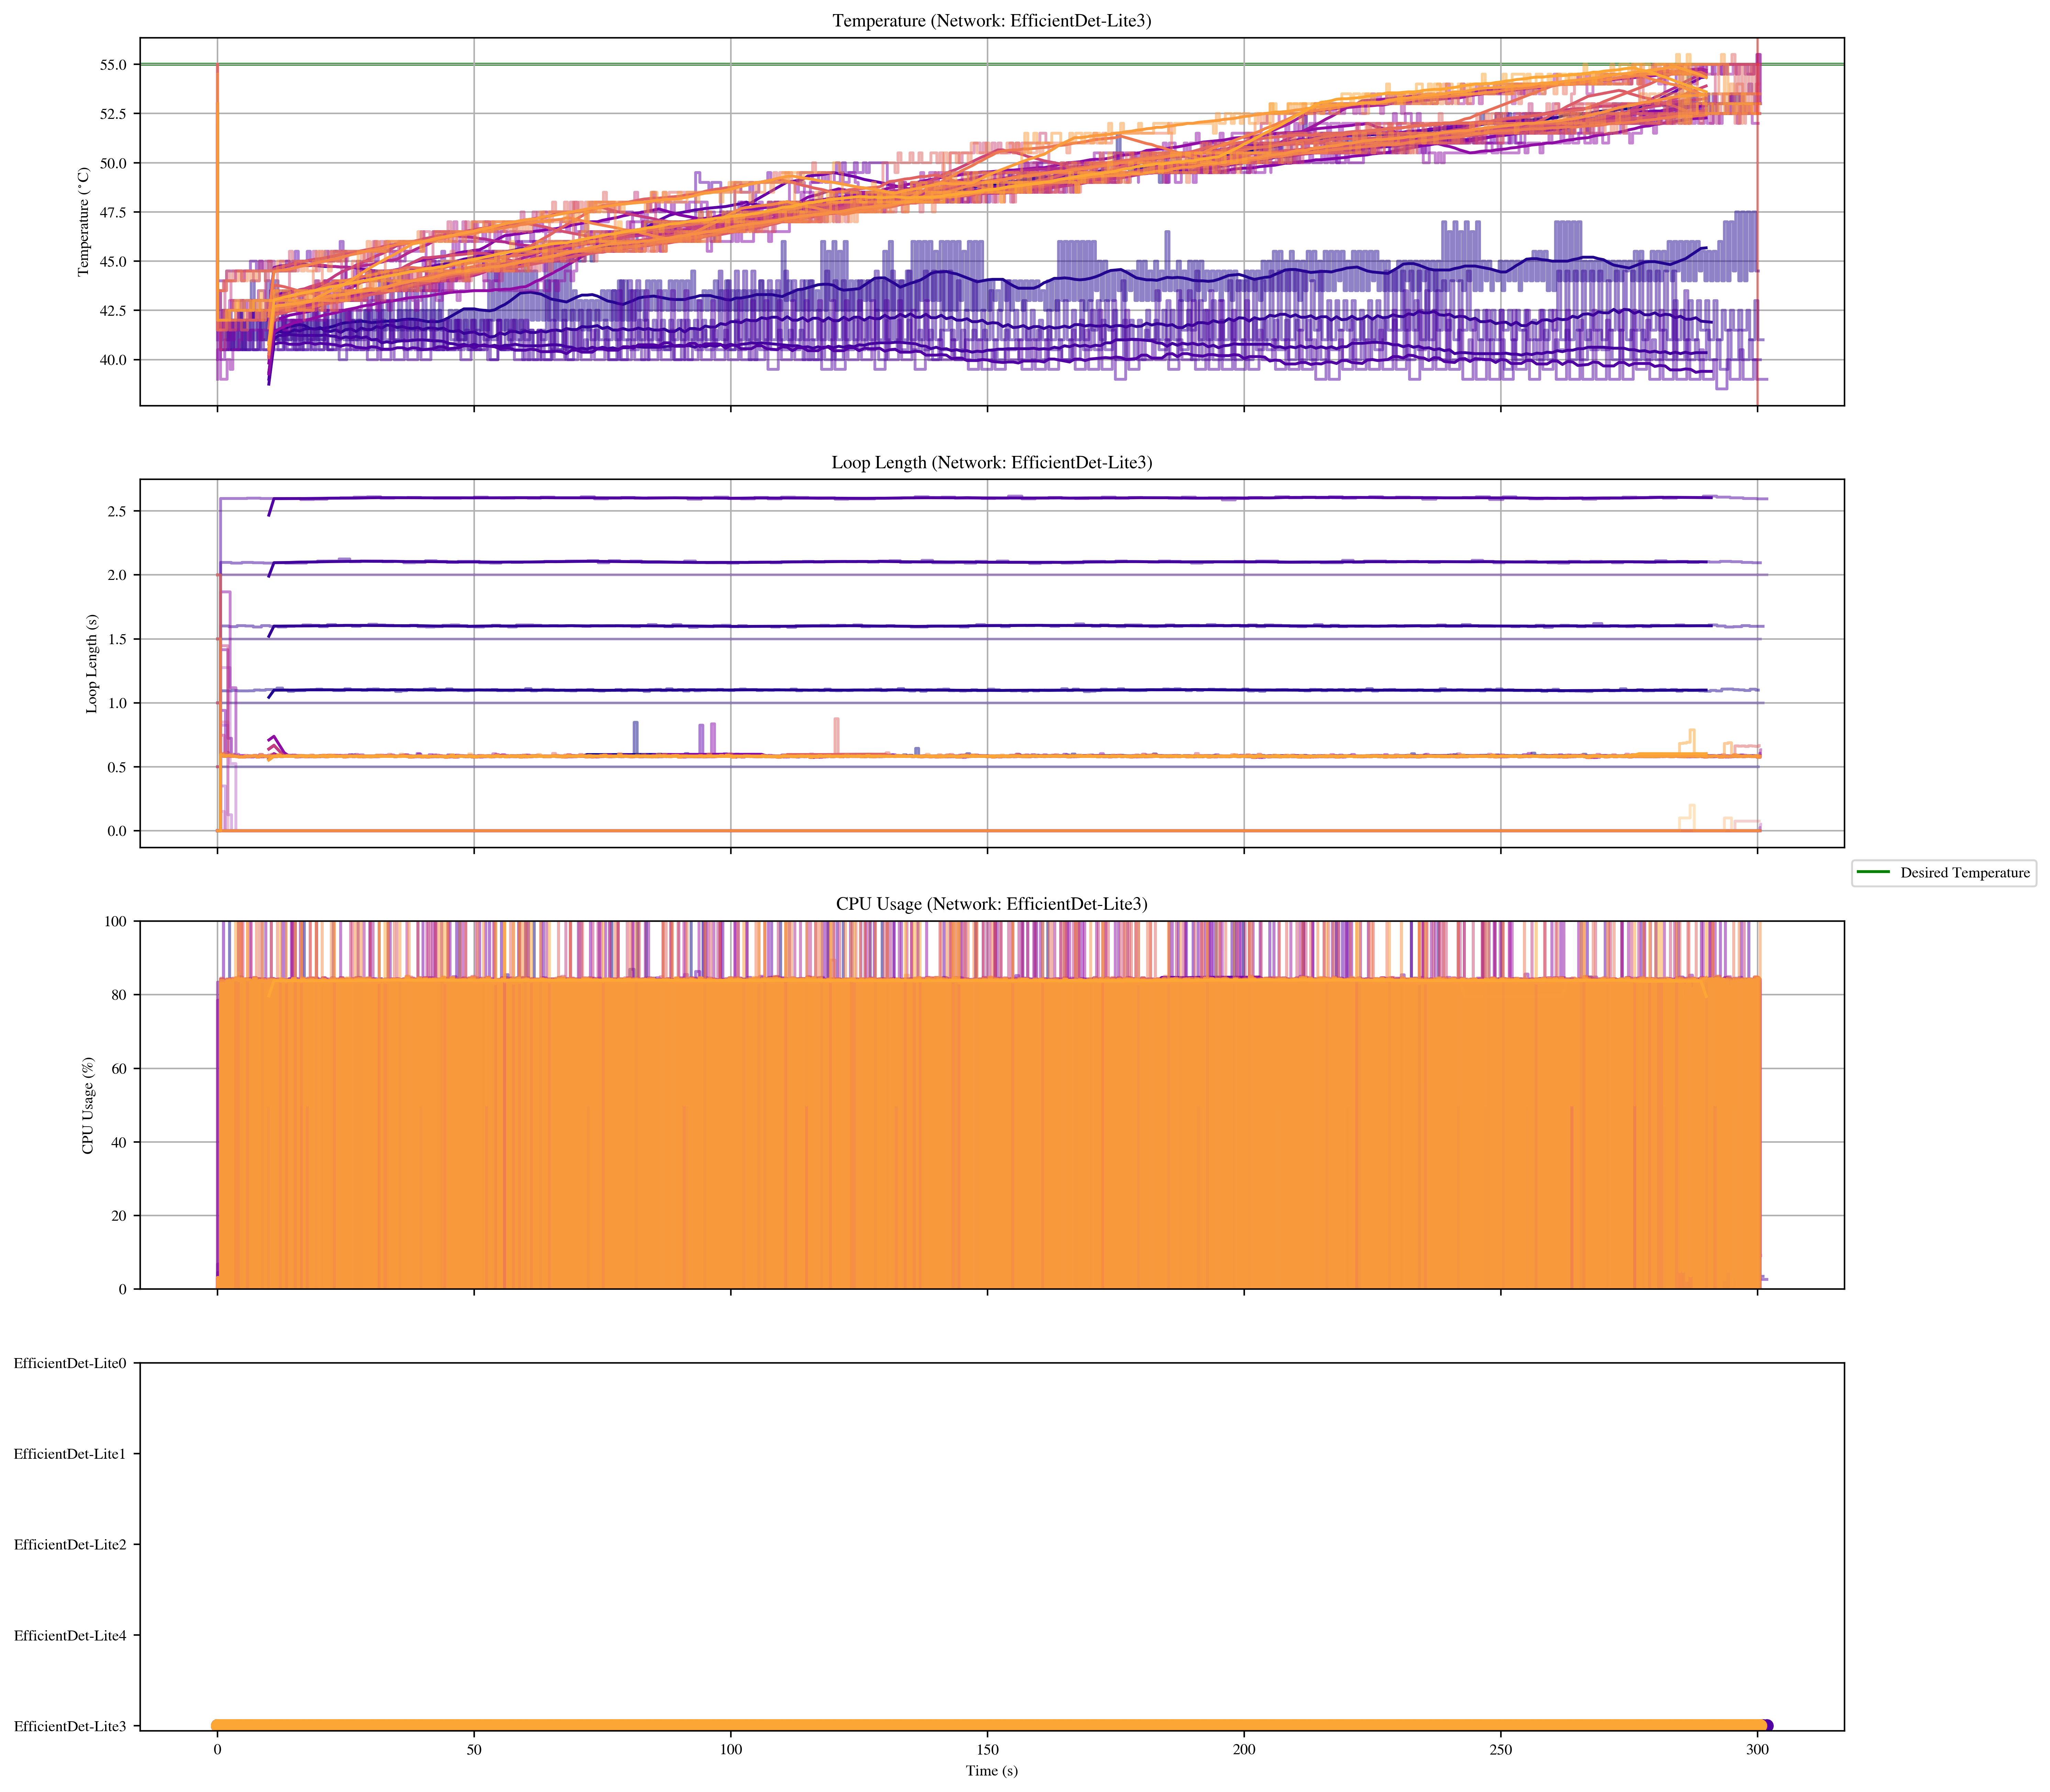 Temperature (Network: EfficientDet-Lite3)
55.0
52.5
50.0
47.5
45.0
42.5
40.0
Temperature (°C)
Loop Length (Network: EfficientDet-Lite3)
2.5
2.0
1.5
1.0
0.5
0.0
Loop Length (s)
Desired Temperature
CPU Usage (Network: EfficientDet-Lite3)
100
80
60
40
20
0
CPU Usage (%)
EfficientDet-Lite0
EfficientDet-Lite1
EfficientDet-Lite2
EfficientDet-Lite4
EfficientDet-Lite3
0 50 100 150 200 250 300
Time (s)